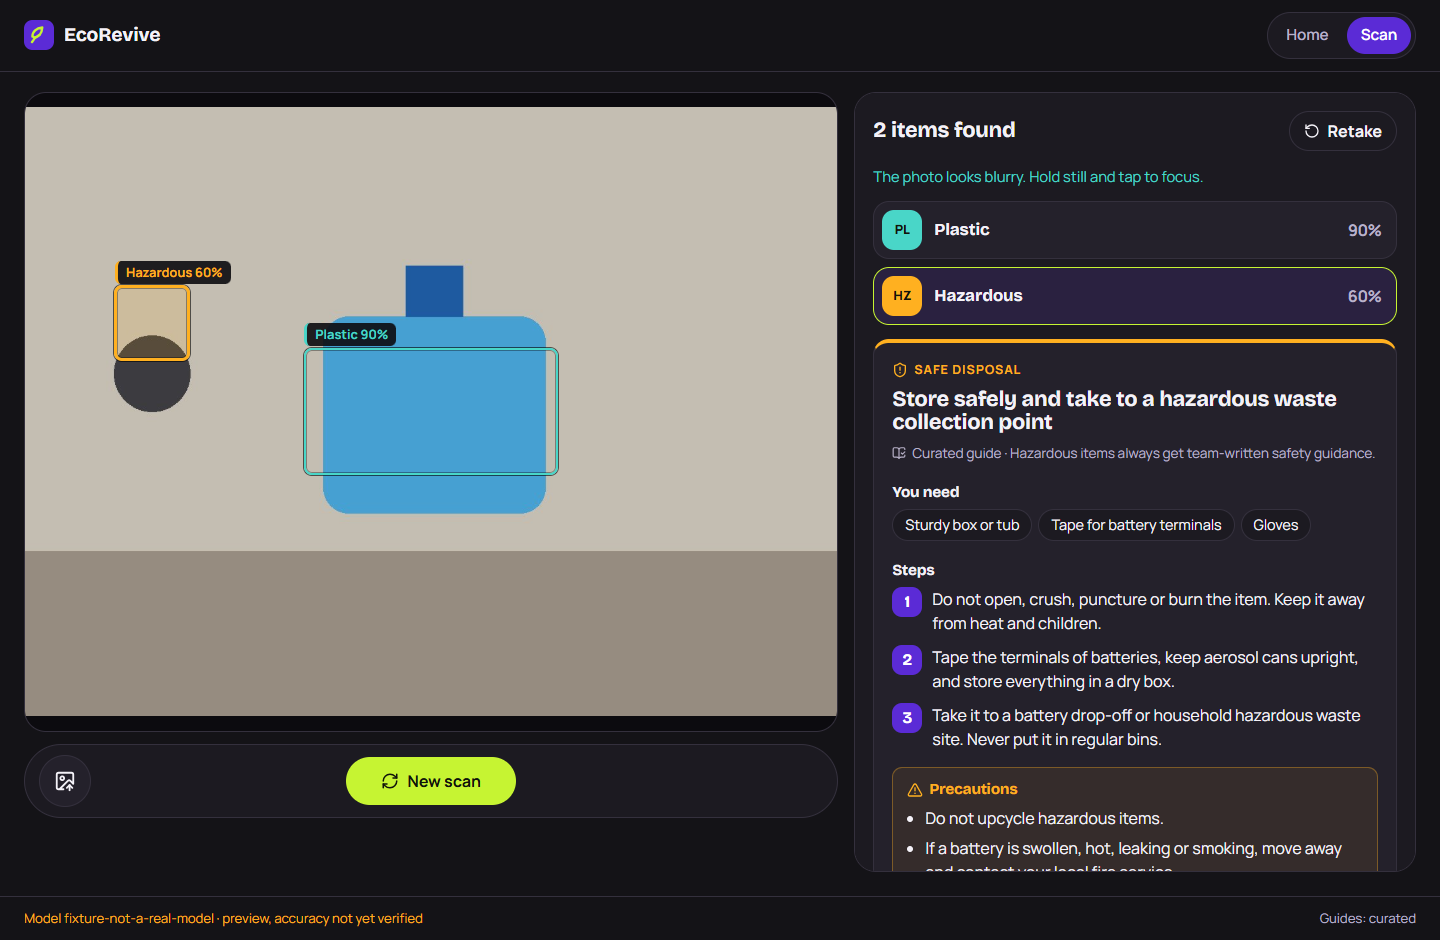 EcoRevive
Home
Scan
Hazardous 60%
Plastic 90%
New scan
2 items found
Retake
The photo looks blurry. Hold still and tap to focus.
PL
Plastic
90%
HZ
Hazardous
60%
SAFE DISPOSAL
Store safely and take to a hazardous waste
collection point
Curated guide · Hazardous items always get team-written safety guidance.
You need
Sturdy box or tub
Tape for battery terminals
Gloves
Steps
1
Do not open, crush, puncture or burn the item. Keep it away
from heat and children.
2
Tape the terminals of batteries, keep aerosol cans upright,
and store everything in a dry box.
3
Take it to a battery drop-off or household hazardous waste
site. Never put it in regular bins.
Precautions
Do not upcycle hazardous items.
If a battery is swollen, hot, leaking or smoking, move away
and contact your local fire service.
Model fixture-not-a-real-model · preview, accuracy not yet verified
Guides: curated